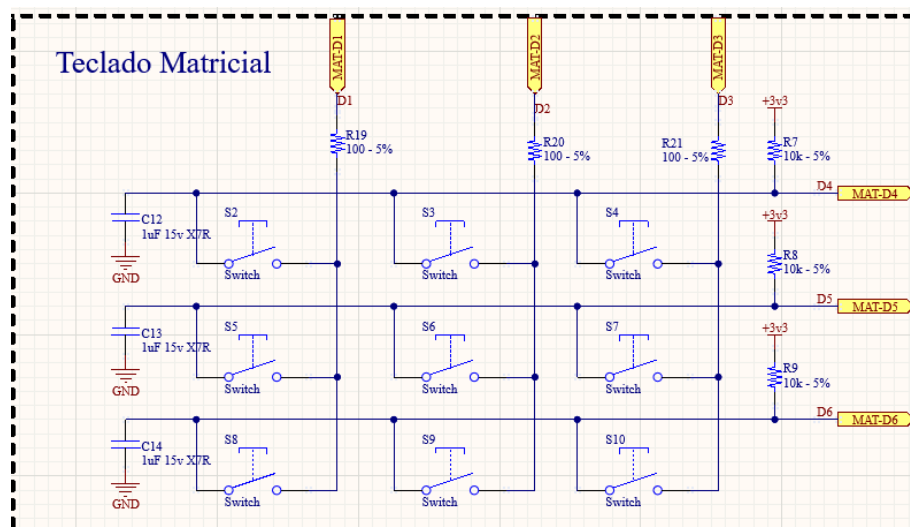 MAT-D1
MAT-D2
MAT-D3
Teclado Matricial
D1
D2
D3
+3v3
R19
100 - 5%
R20
100 - 5%
R21
100 - 5%
R7
10k - 5%
D4
MAT-D4
C12
1uF 15v X7R
GND
S2
Switch
S3
Switch
S4
Switch
+3v3
R8
10k - 5%
D5
MAT-D5
C13
1uF 15v X7R
GND
S5
Switch
S6
Switch
S7
Switch
+3v3
R9
10k - 5%
D6
MAT-D6
C14
1uF 15v X7R
GND
S8
Switch
S9
Switch
S10
Switch